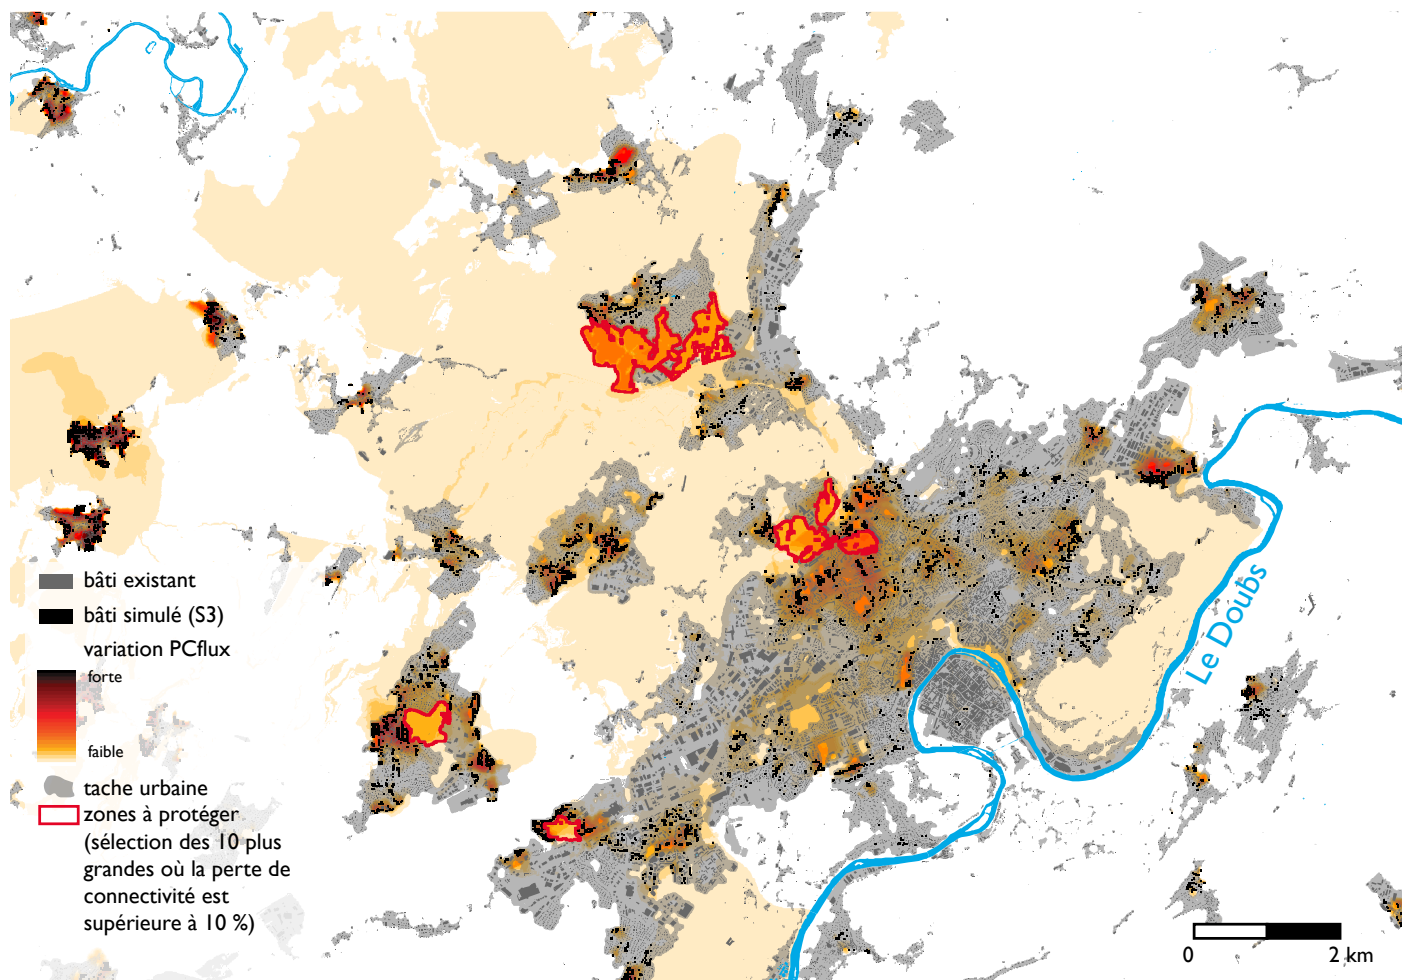 bâti existant
bâti simulé (S3)
variation PCflux
forte
faible
tache urbaine
zones à protéger
(sélection des 10 plus
grandes où la perte de
connectivité est
supérieure à 10 %)
Le Doubs
0 2 km